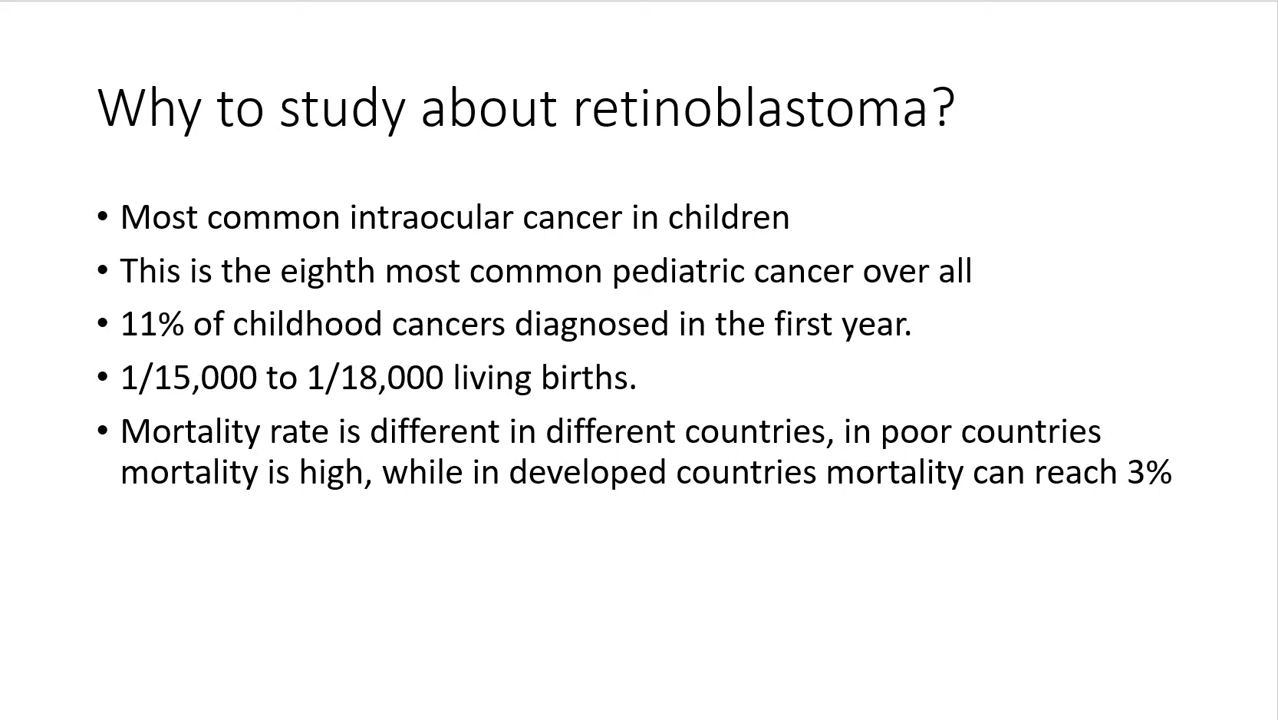 Why to study about retinoblastoma?
• Most common intraocular cancer in children
• This is the eighth most common pediatric cancer over all
• 11% of childhood cancers diagnosed in the first year.
• 1/15,000 to 1/18,000 living births.
• Mortality rate is different in different countries, in poor countries
mortality is high, while in developed countries mortality can reach 3%